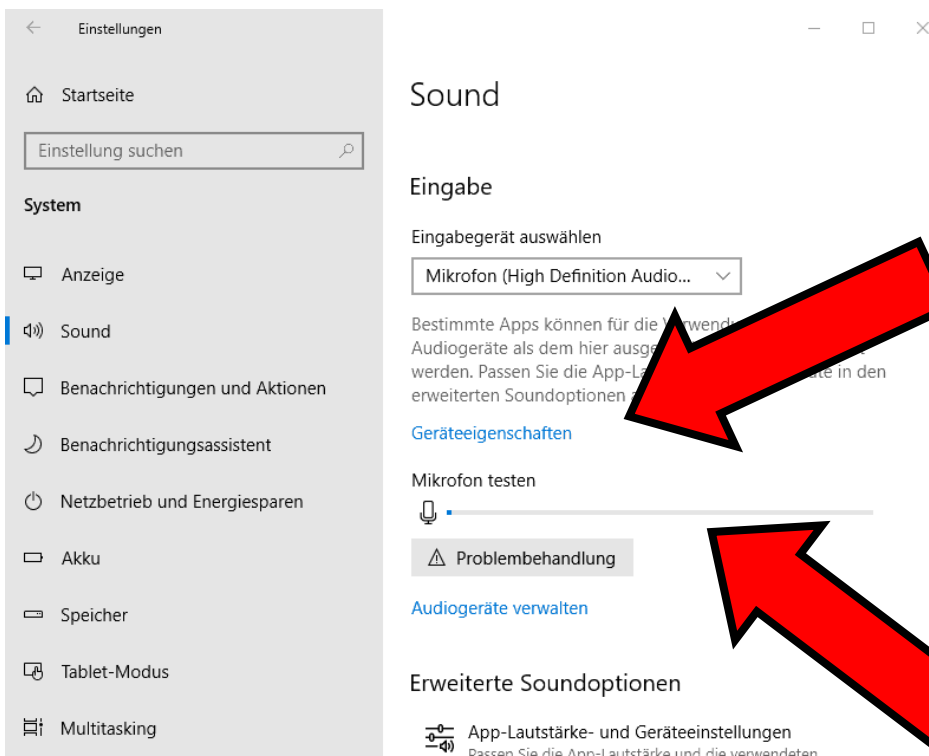 Einstellungen
Startseite
Einstellung suchen
System
Anzeige
Sound
Benachrichtigungen und Aktionen
Benachrichtigungsassistent
Netzbetrieb und Energiesparen
Akku
Speicher
Tablet-Modus
Multitasking
Sound
Eingabe
Eingabegerät auswählen
Mikrofon (High Definition Audio...
Bestimmte Apps können für die
Audiogeräte als dem hier
werden. Passen Sie die in den
erweiterten Soundoptionen
Geräteeigenschaften
Mikrofon testen
Problembehandlung
Audiogeräte verwalten
Erweiterte Soundoptionen
App-Lautstärke- und Geräteeinstellungen
Passen Sie die App-Lautstärke und die verwendeten